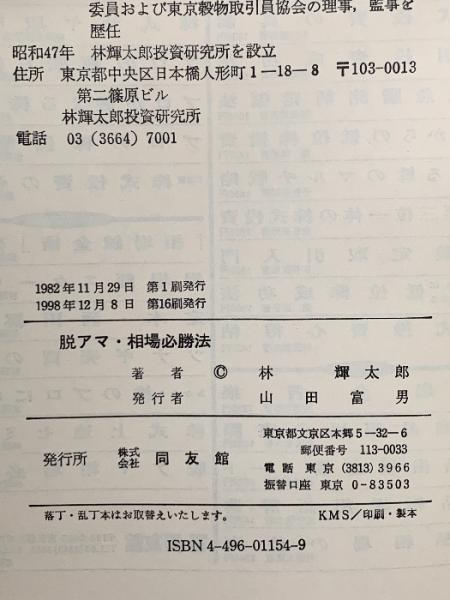 委員および東京穀物取引員協会の理事，監事を
歴任
昭和47年　林輝太郎投資研究所を設立
住所　東京都中央区日本橋人形町1―18―8　〒103-0013
第二篠原ビル
林輝太郎投資研究所
電話　03 (3664) 7001
1982年11月29日　第1刷発行
1998年12月8日　第16刷発行
脱アマ・相場必勝法
著者　©　林　輝太郎
発行者　山田富男
発行所　株式会社　同友館
東京都文京区本郷5―32―6
郵便番号　113-0033
電話　東京 (3813) 3966
振替口座　東京　0-83503
落丁・乱丁本はお取替えいたします。　KMS／印刷・製本
ISBN 4-496-01154-9